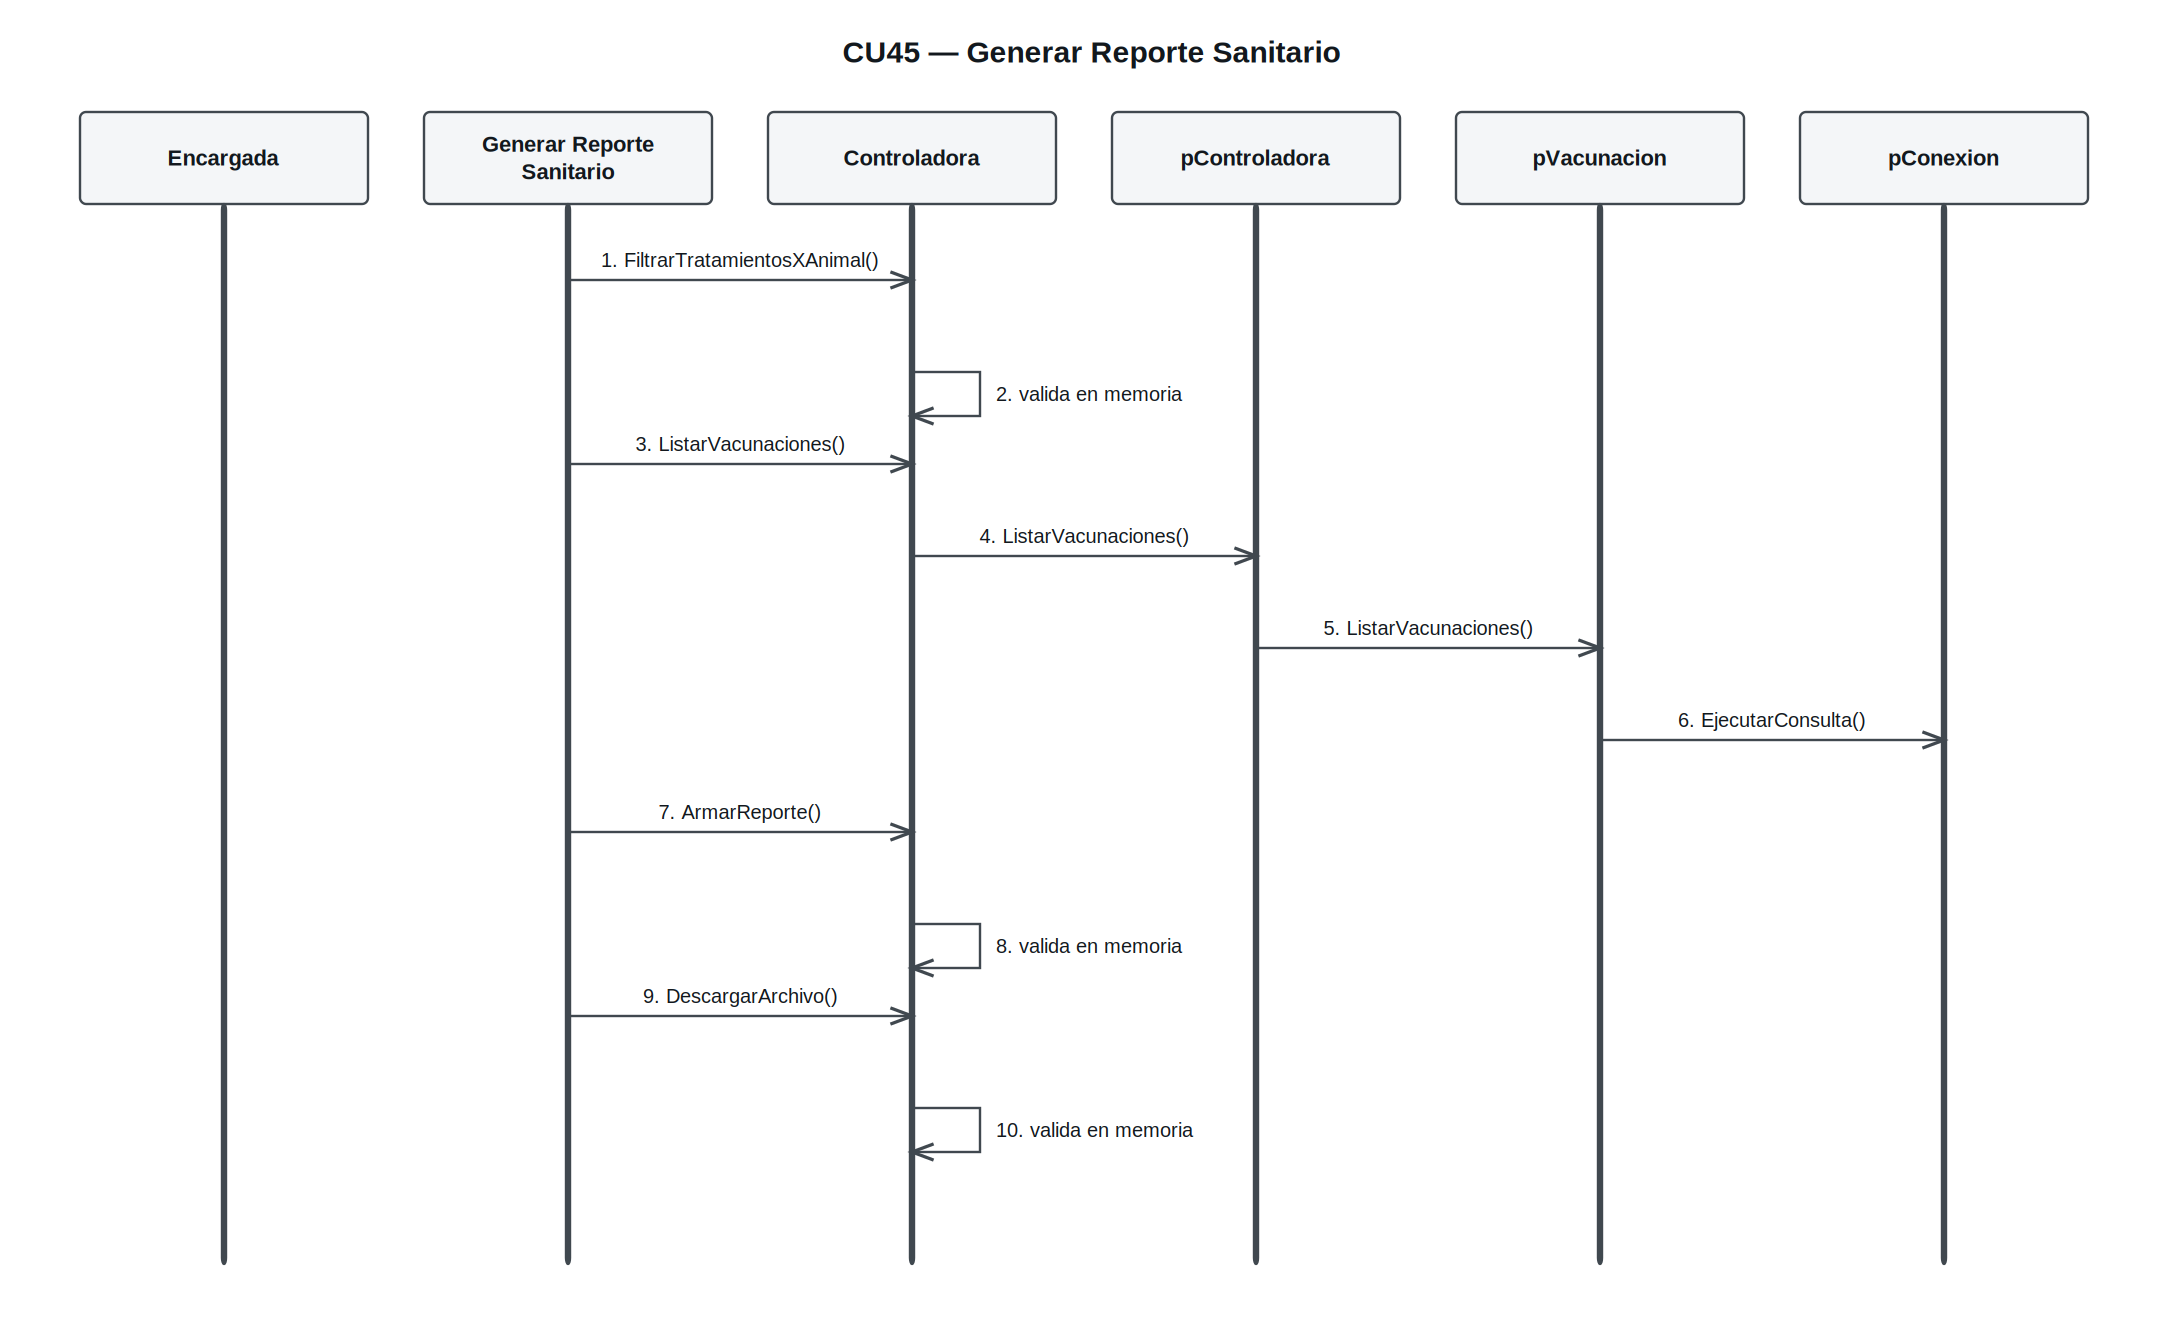 CU45 — Generar Reporte Sanitario
Encargada
Generar Reporte
Sanitario
Controladora
pControladora
pVacunacion
pConexion
1. FiltrarTratamientosXAnimal()
2. valida en memoria
3. ListarVacunaciones()
4. ListarVacunaciones()
5. ListarVacunaciones()
6. EjecutarConsulta()
7. ArmarReporte()
8. valida en memoria
9. DescargarArchivo()
10. valida en memoria